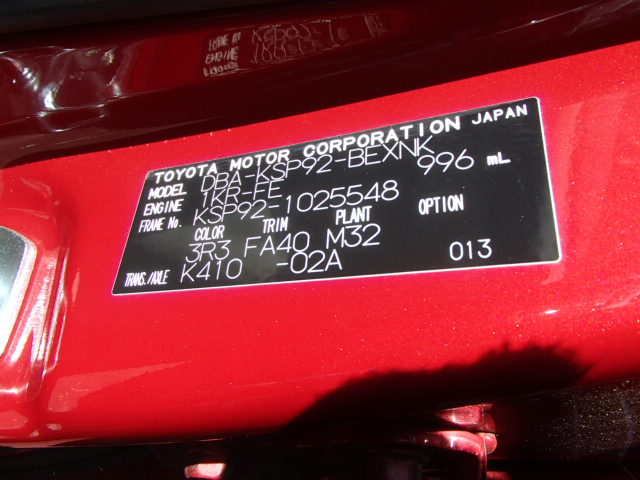 TOYOTA MOTOR CORPORATION JAPAN
MODEL DBA-KSP92-BEXNK
ENGINE 1KR-FE 996 mL
FRAME No. KSP92-1025548
COLOR TRIM PLANT OPTION
3R3 FA40 M32
TRANS./AXLE K410 -02A 013